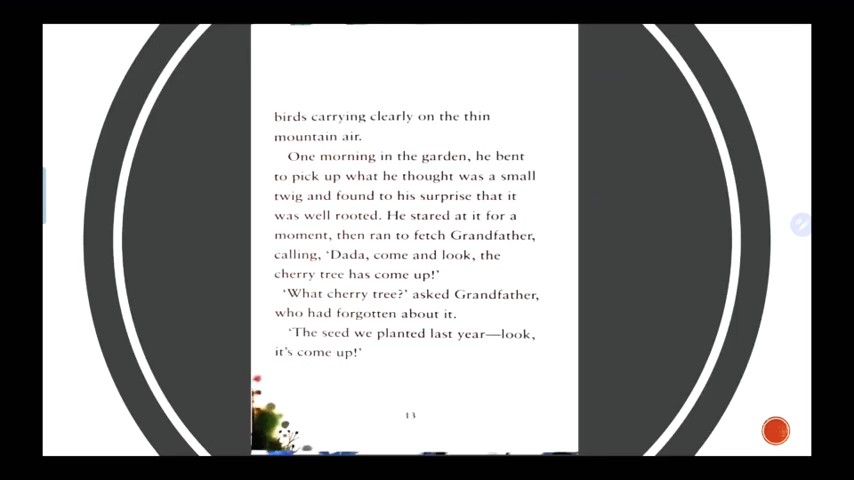 birds carrying clearly on the thin
mountain air.
One morning in the garden, he bent
to pick up what he thought was a small
twig and found to his surprise that it
was well rooted. He stared at it for a
moment, then ran to fetch Grandfather,
calling, ‘Dada, come and look, the
cherry tree has come up!’
‘What cherry tree?’ asked Grandfather,
who had forgotten about it.
‘The seed we planted last year—look,
it’s come up!’
13